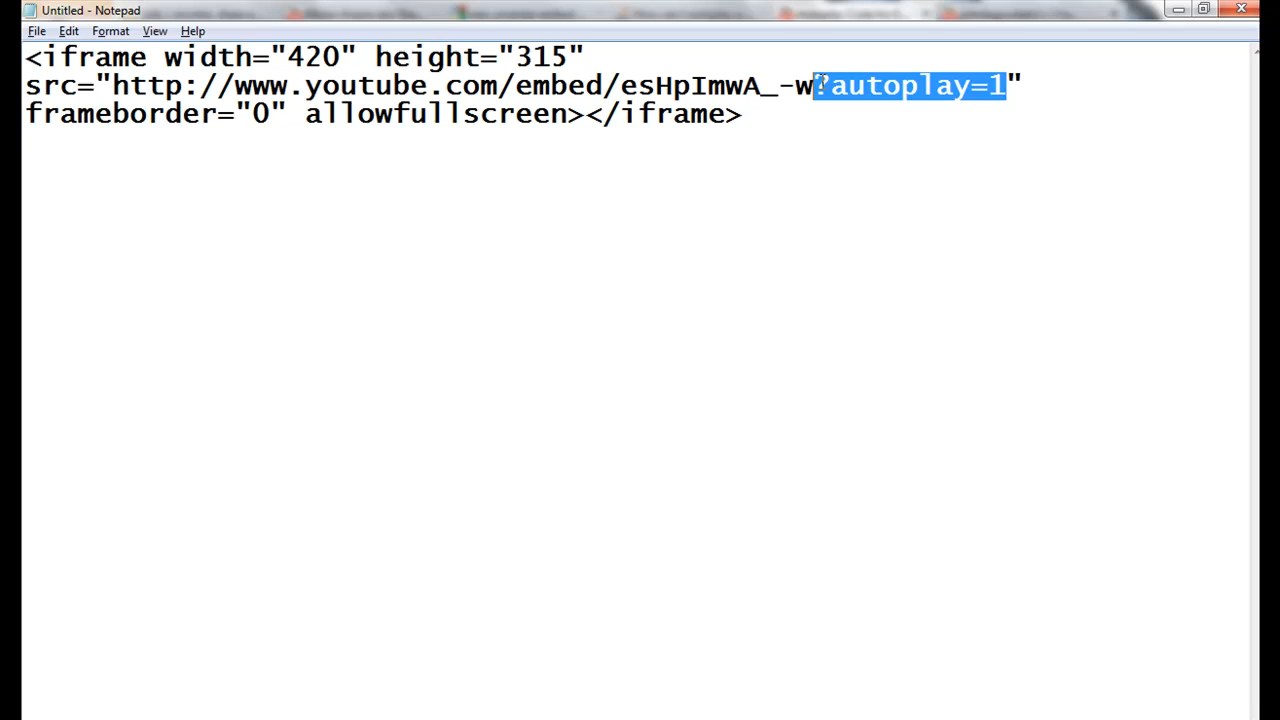 Untitled - Notepad
File Edit Format View Help
<iframe width="420" height="315"
src="http://www.youtube.com/embed/esHpImwA_-w?autoplay=1"
frameborder="0" allowfullscreen></iframe>